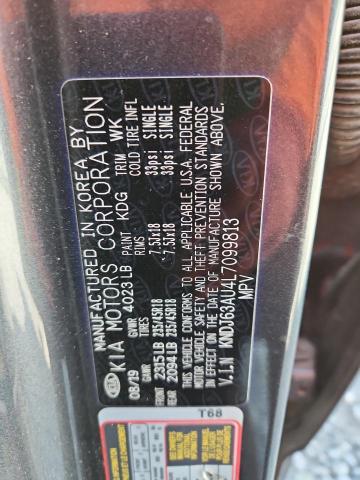 MANUFACTURED IN KOREA BY
KIA MOTORS CORPORATION
08/19 GVWR 4023 LB PAINT KDG TRIM WK
GAWR TIRES RIMS COLD TIRE INFL
FRONT 2315 LB 235/45R18 7.5Jx18 33psi SINGLE
REAR 2094 LB 235/45R18 7.5Jx18 33psi SINGLE
THIS VEHICLE CONFORMS TO ALL APPLICABLE U.S.A. FEDERAL
MOTOR VEHICLE SAFETY, BUMPER AND THEFT PREVENTION STANDARDS
IN EFFECT ON THE DATE OF MANUFACTURE SHOWN ABOVE.
V.I.N KNDJ63AU4L7099813
MPV
T68